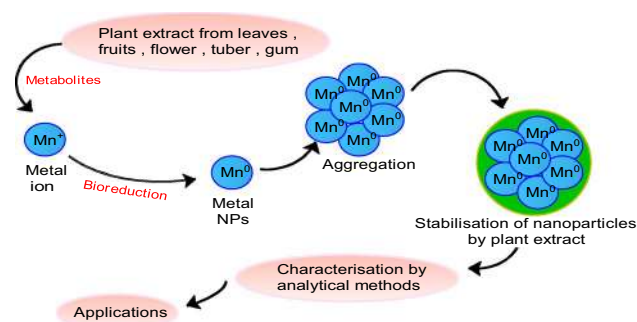 Plant extract from leaves ,
fruits , flower , tuber , gum
Metabolites
Mn⁺
Metal
ion
Bioreduction
Mn⁰
Metal
NPs
Mn⁰
Mn⁰
Mn⁰
Mn⁰
Mn⁰
Mn⁰
Mn⁰
Aggregation
Mn⁰
Mn⁰
Mn⁰
Mn⁰
Mn⁰
Mn⁰
Mn⁰
Stabilisation of nanoparticles
by plant extract
Characterisation by
analytical methods
Applications